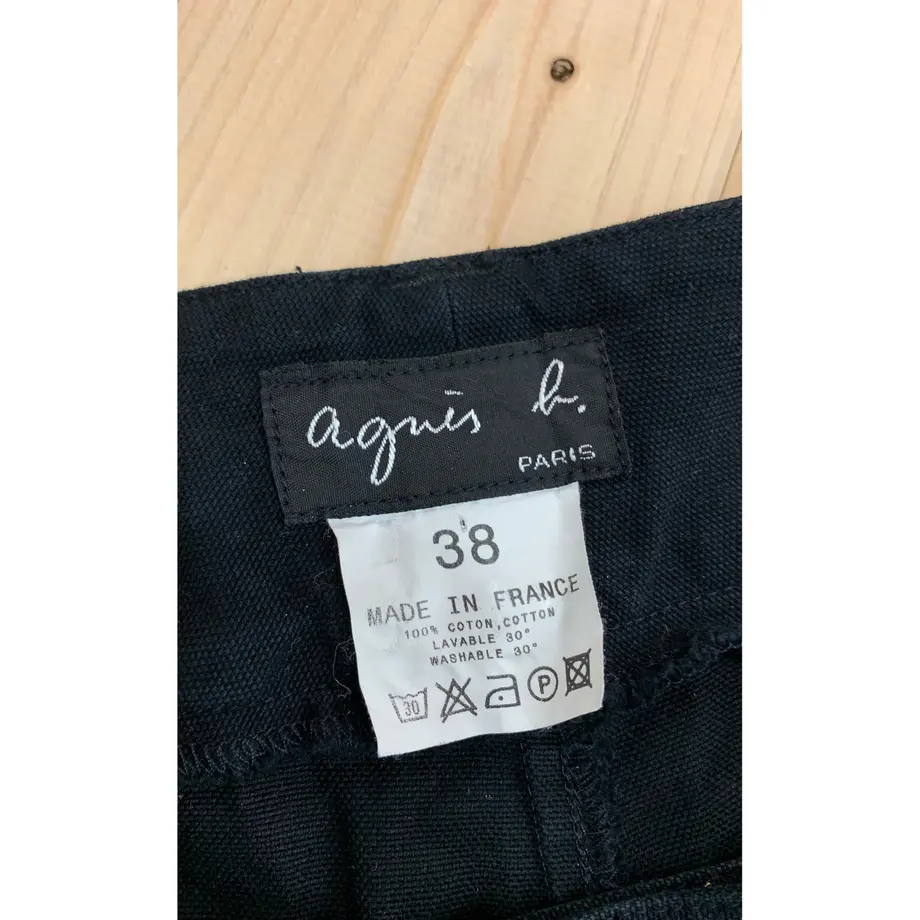 agnès b.
PARIS
38
MADE IN FRANCE
100% COTON, COTTON
LAVABLE 30°
WASHABLE 30°
30 P